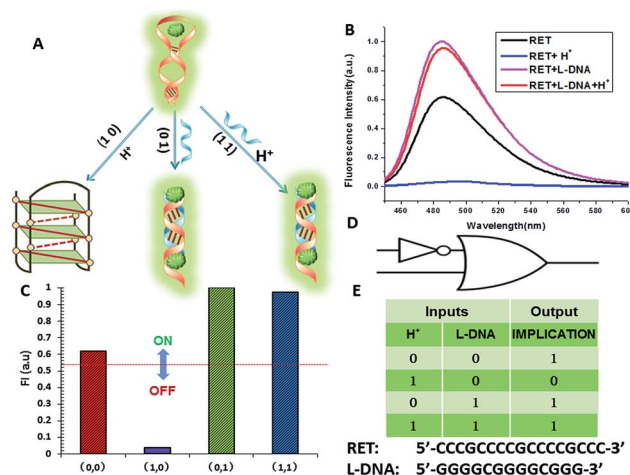 A
(1 0)
H⁺
(0 1)
(1 1)
H⁺
B
Fluorescence Intensity(a.u.)
1.0
0.8
0.6
0.4
0.2
0.0
RET
RET+ H⁺
RET+L-DNA
RET+L-DNA+H⁺
460
480
500
520
540
560
580
600
Wavelength(nm)
C
FI (a.u)
1
0.9
0.8
0.7
0.6
0.5
0.4
0.3
0.2
0.1
0
ON
OFF
(0,0)
(1,0)
(0,1)
(1,1)
D
E
Inputs Output
H⁺ L-DNA IMPLICATION
0 0 1
1 0 0
0 1 1
1 1 1
RET: 5’-CCCGCCCCGCCCCGCCC-3’
L-DNA: 5’-GGGGCGGGGCGGG-3’